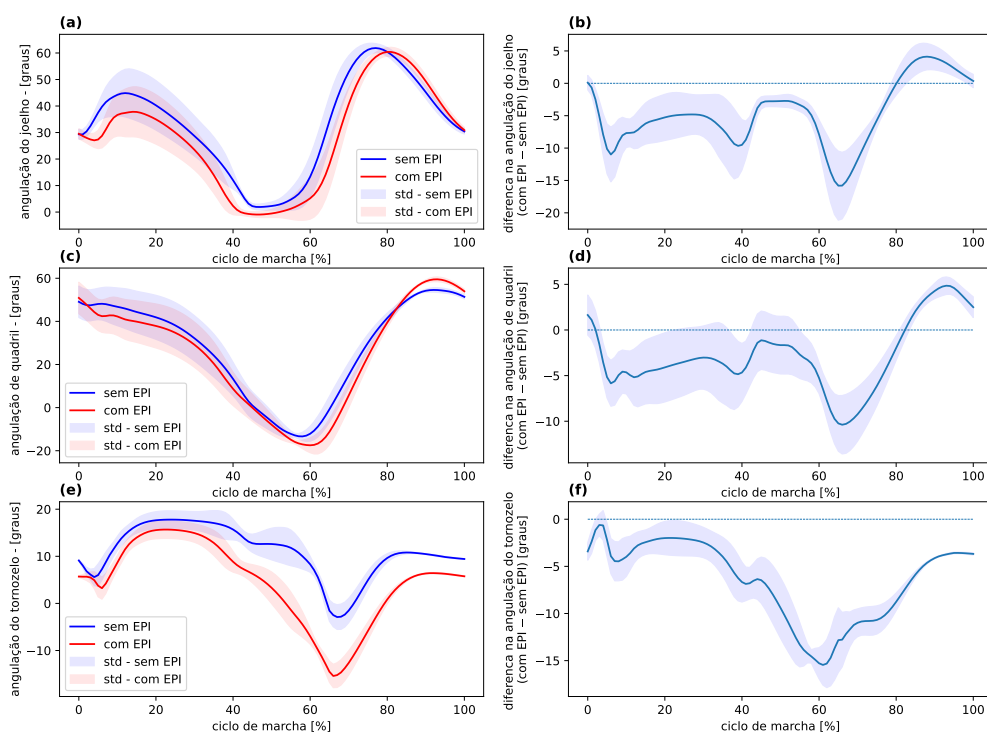 (a)
angulação do joelho - [graus]
60
50
40
30
20
10
0
sem EPI
com EPI
std - sem EPI
std - com EPI
0 20 40 60 80 100
ciclo de marcha [%]
(b)
diferenca na angulação do joelho
(com EPI − sem EPI) [graus]
5
0
−5
−10
−15
−20
0 20 40 60 80 100
ciclo de marcha [%]
(c)
angulação de quadril - [graus]
60
40
20
0
−20
sem EPI
com EPI
std - sem EPI
std - com EPI
0 20 40 60 80 100
ciclo de marcha [%]
(d)
diferenca na angulação de quadril
(com EPI − sem EPI) [graus]
5
0
−5
−10
0 20 40 60 80 100
ciclo de marcha [%]
(e)
angulação do tornozelo - [graus]
20
10
0
−10
sem EPI
com EPI
std - sem EPI
std - com EPI
0 20 40 60 80 100
ciclo de marcha [%]
(f)
diferenca na angulação do tornozelo
(com EPI − sem EPI) [graus]
0
−5
−10
−15
0 20 40 60 80 100
ciclo de marcha [%]